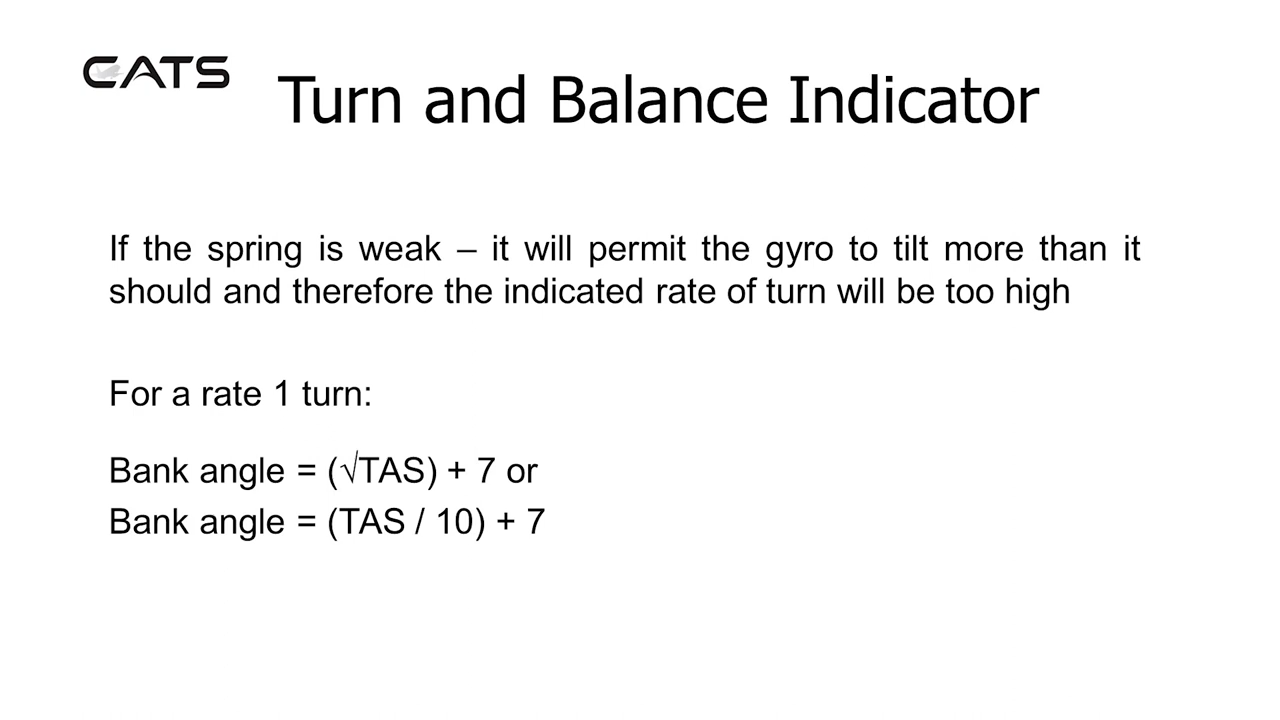 CATS
Turn and Balance Indicator
If the spring is weak – it will permit the gyro to tilt more than it
should and therefore the indicated rate of turn will be too high
For a rate 1 turn:
Bank angle = (√TAS) + 7 or
Bank angle = (TAS / 10) + 7